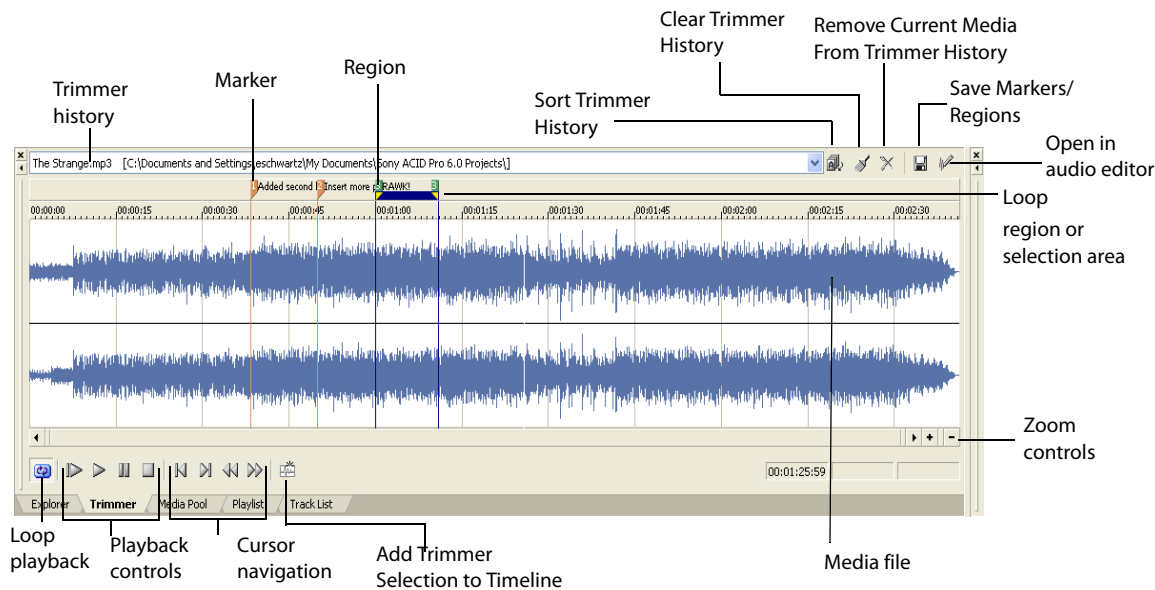 Clear Trimmer
History
Remove Current Media
From Trimmer History
Marker
Region
Trimmer
history
Sort Trimmer
History
Save Markers/
Regions
Open in
audio editor
The Strange.mp3 [C:\Documents and Settings\eschwartz\My Documents\Sony ACID Pro 6.0 Projects\]
1 Added second 2 Insert more RAWK! 3
Loop
region or
selection area
00:00:00 00:00:15 00:00:30 00:00:45 00:01:00 00:01:15 00:01:30 00:01:45 00:02:00 00:02:15 00:02:30
Zoom
controls
00:01:25:59
Explorer Trimmer Media Pool Playlist Track List
Loop
playback
Playback
controls
Cursor
navigation
Add Trimmer
Selection to Timeline
Media file